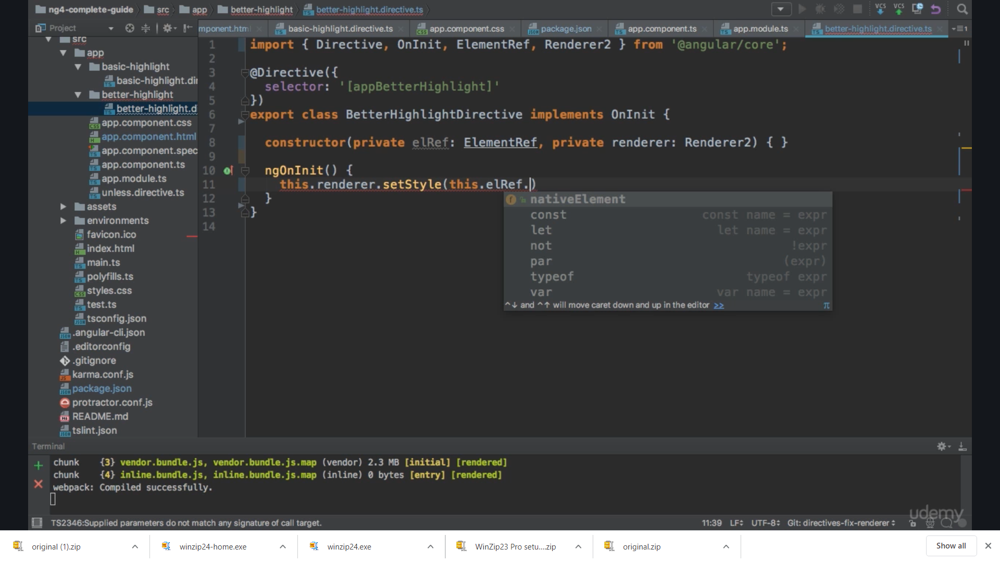 ng4-complete-guide src app better-highlight better-highlight.directive.ts VCS VCS
Project
mponent.html basic-highlight.directive.ts app.component.css package.json app.component.ts app.module.ts better-highlight.directive.ts 1
src
app
basic-highlight
basic-highlight.dir
better-highlight
better-highlight.d
app.component.css
app.component.html
app.component.spec
app.component.ts
app.module.ts
unless.directive.ts
assets
environments
favicon.ico
index.html
main.ts
polyfills.ts
styles.css
test.ts
tsconfig.json
.angular-cli.json
.editorconfig
.gitignore
karma.conf.js
package.json
protractor.conf.js
README.md
tslint.json
1 import { Directive, OnInit, ElementRef, Renderer2 } from '@angular/core';
2
3 @Directive({
4 selector: '[appBetterHighlight]'
5 })
6 export class BetterHighlightDirective implements OnInit {
7
8 constructor(private elRef: ElementRef, private renderer: Renderer2) { }
9
10 ngOnInit() {
11 this.renderer.setStyle(this.elRef.)
12 }
13 }
14
nativeElement
const const name = expr
let let name = expr
not !expr
par (expr)
typeof typeof expr
var var name = expr
^↓ and ^↑ will move caret down and up in the editor >> π
Terminal
chunk {3} vendor.bundle.js, vendor.bundle.js.map (vendor) 2.3 MB [initial] [rendered]
chunk {4} inline.bundle.js, inline.bundle.js.map (inline) 0 bytes [entry] [rendered]
webpack: Compiled successfully.
udemy
TS2346:Supplied parameters do not match any signature of call target. 11:39 LF UTF-8 Git: directives-fix-renderer
original (1).zip winzip24-home.exe winzip24.exe WinZip23 Pro setu....zip original.zip Show all